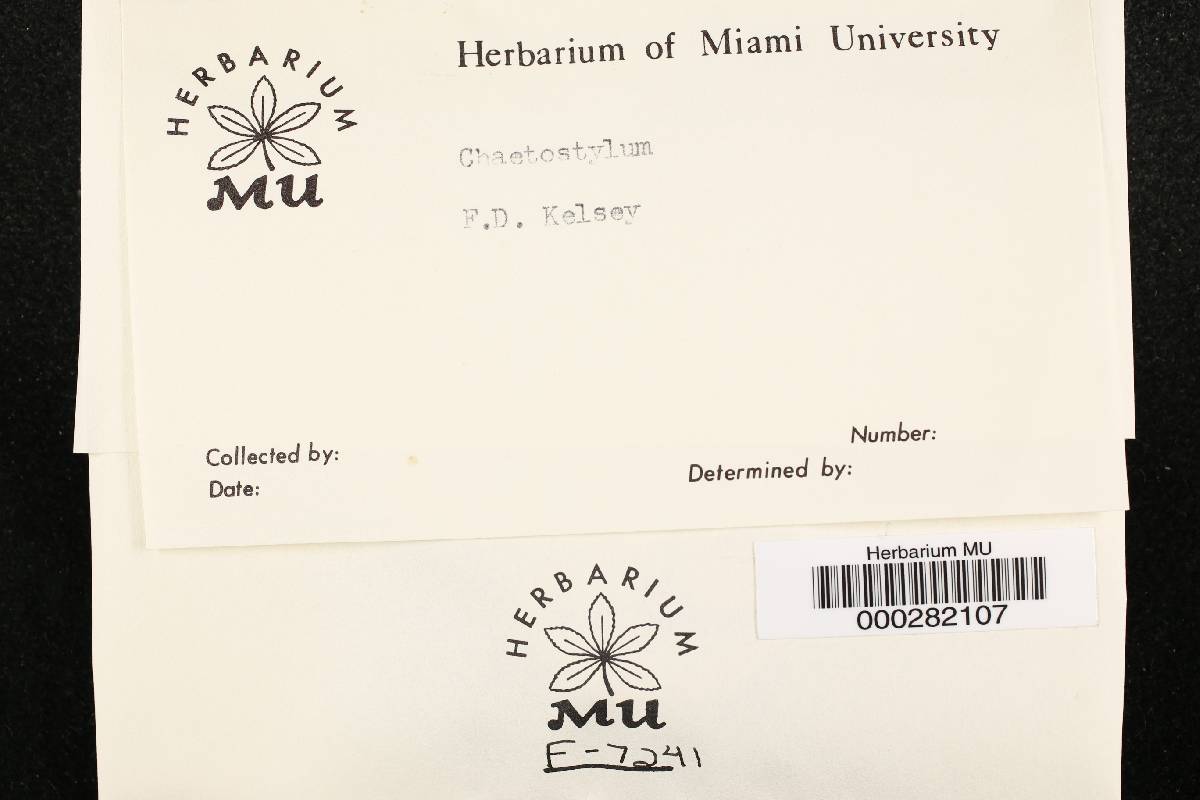 HERBARIUM
MU
Herbarium of Miami University
Chaetostylum
F.D. Kelsey
Number:
Collected by:
Determined by:
Date:
Herbarium MU
000282107
HERBARIUM
MU
F-7241